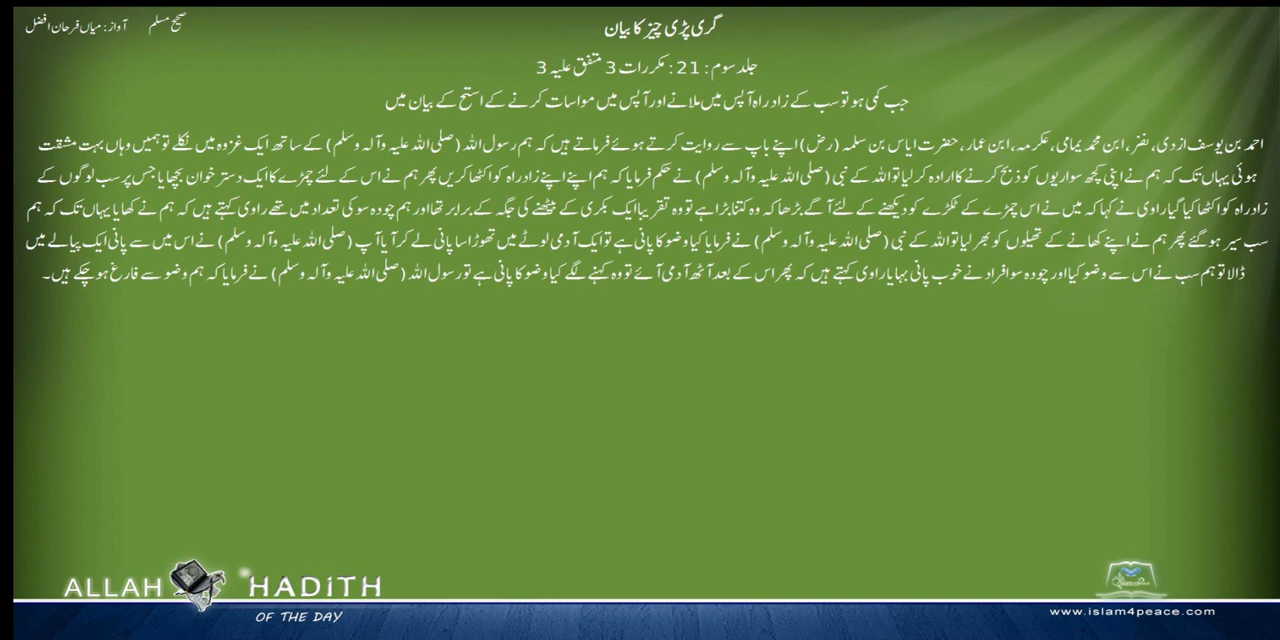 صحیح مسلم آواز: میاں فرحان افضل
گری پڑی چیز کا بیان
جلد سوم : 21 : مکررات 3 متفق علیہ 3
جب کمی ہو تو سب کے زاد راہ آپس میں ملانے اور آپس میں مواسات کرنے کے استح کے بیان میں
احمد بن یوسف ازدی، نضر، ابن محمد یمامی، عکرمہ، ابن عمار، حضرت ایاس بن سلمہ (رض) اپنے باپ سے روایت کرتے ہوئے فرماتے ہیں کہ ہم رسول اللہ (صلی اللہ علیہ وآلہ وسلم) کے ساتھ ایک غزوہ میں نکلے تو ہمیں وہاں بہت مشقت
ہوئی یہاں تک کہ ہم نے اپنی کچھ سواریوں کو ذبح کرنے کا ارادہ کر لیا تو اللہ کے نبی (صلی اللہ علیہ وآلہ وسلم) نے حکم فرمایا کہ ہم اپنے اپنے زاد راہ کو اکٹھا کریں پھر ہم نے اس کے لئے چمڑے کا ایک دستر خوان بچھایا جس پر سب لوگوں کے
زاد راہ کو اکٹھا کیا گیا راوی نے کہا کہ میں نے اس چمڑے کے ٹکڑے کو دیکھنے کے لئے آگے بڑھا کہ وہ کتنا بڑا ہے تو وہ تقریبا ایک بکری کے بیٹھنے کی جگہ کے برابر تھا اور ہم چودہ سو کی تعداد میں تھے راوی کہتے ہیں کہ ہم نے کھایا یہاں تک کہ ہم
سب سیر ہو گئے پھر ہم نے اپنے کھانے کے تھیلوں کو بھر لیا تو اللہ کے نبی (صلی اللہ علیہ وآلہ وسلم) نے فرمایا کیا وضو کا پانی ہے تو ایک آدمی لوٹے میں تھوڑا سا پانی لے کر آیا آپ (صلی اللہ علیہ وآلہ وسلم) نے اس میں سے پانی ایک پیالے میں
ڈالا تو ہم سب نے اس سے وضو کیا اور چودہ سو افراد نے خوب پانی بہایا راوی کہتے ہیں کہ پھر اس کے بعد آٹھ آدمی آئے تو وہ کہنے لگے کیا وضو کا پانی ہے تو رسول اللہ (صلی اللہ علیہ وآلہ وسلم) نے فرمایا کہ ہم وضو سے فارغ ہو چکے ہیں۔
ALLAH HADiTH
OF THE DAY
www.islam4peace.com